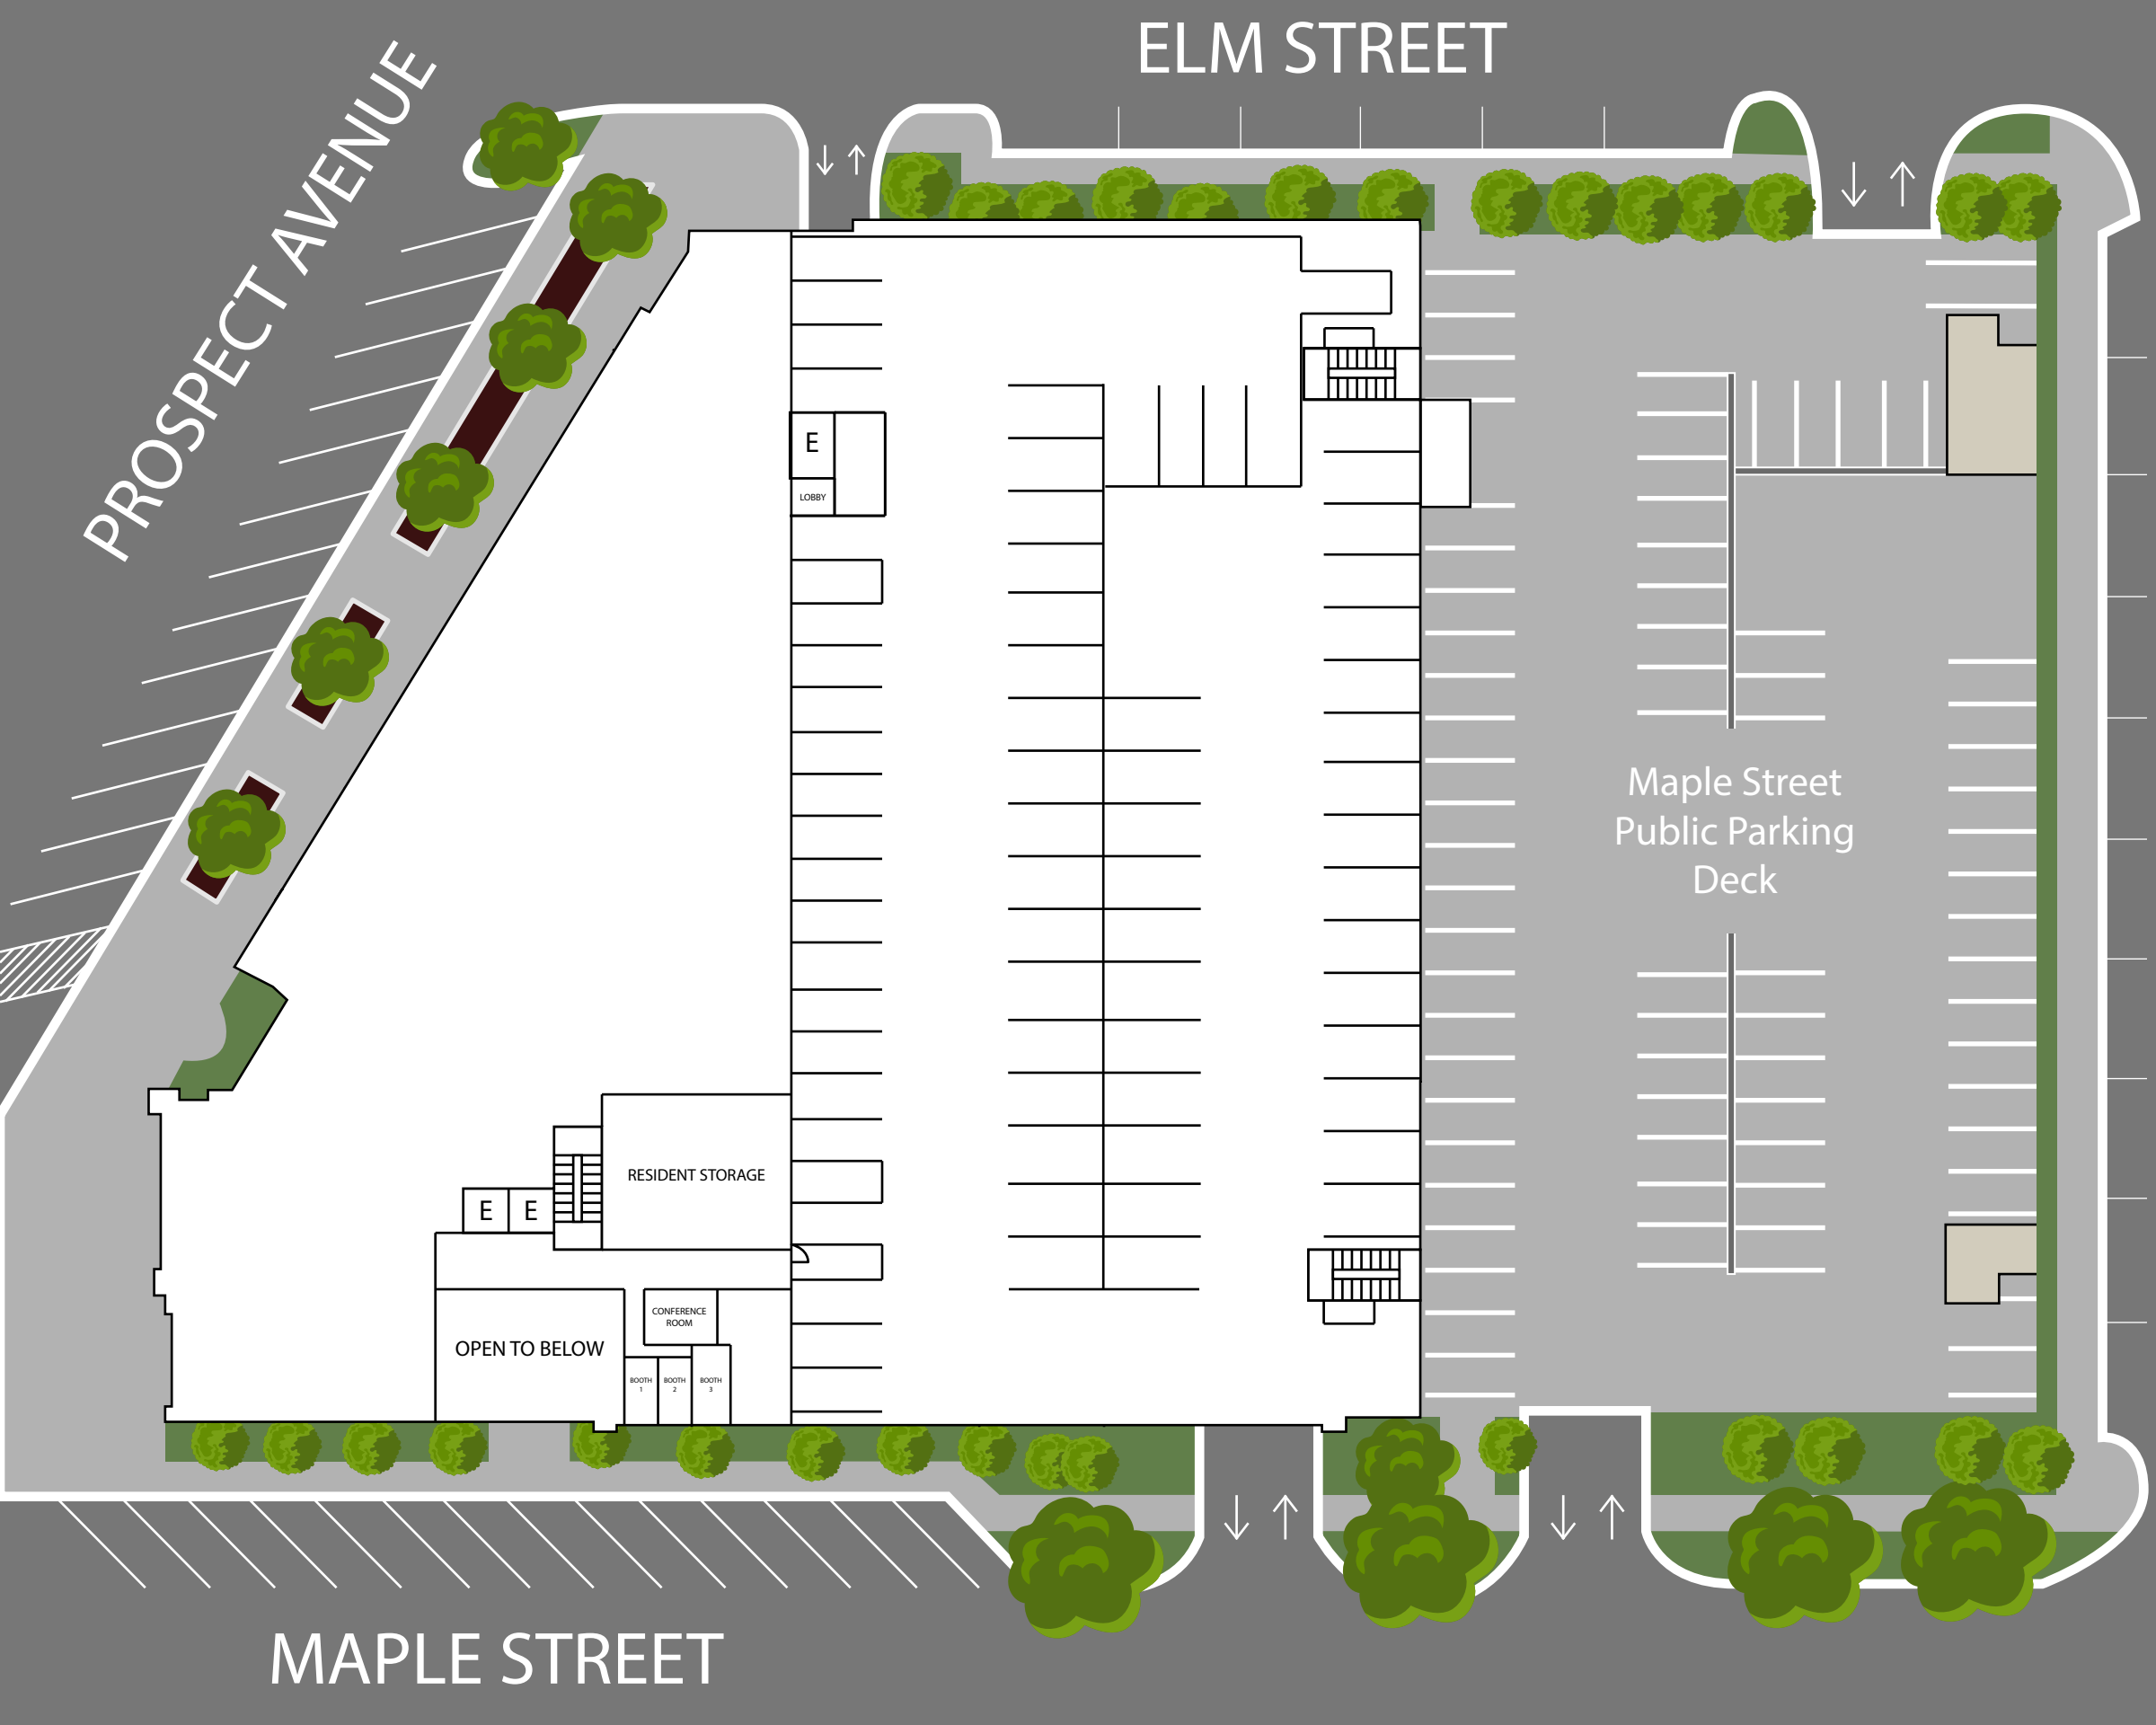 ELM STREET
PROSPECT AVENUE
E
LOBBY
Maple Street
Public Parking
Deck
RESIDENT STORAGE
E
E
CONFERENCE
ROOM
OPEN TO BELOW
BOOTH
1
BOOTH
2
BOOTH
3
MAPLE STREET